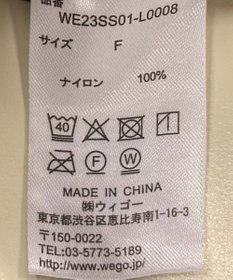 品番
WE23SS01-L0008
サイズ F
ナイロン 100%
40
F W
MADE IN CHINA
㈱ウィゴー
東京都渋谷区恵比寿南1-16-3
〒150-0022
TEL:03-5773-5189
http://www.wego.jp/